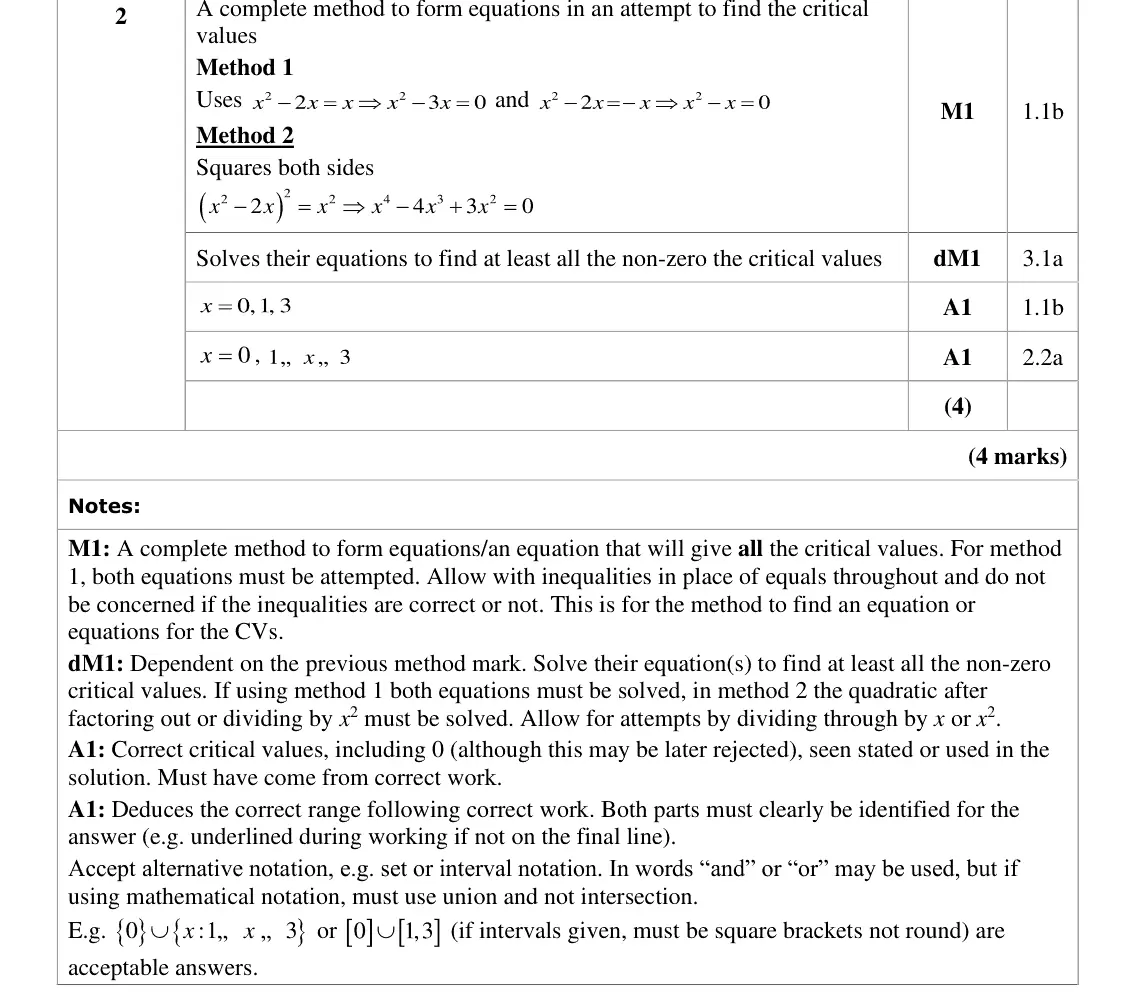 2
A complete method to form equations in an attempt to find the critical
values
Method 1
Uses x² – 2x = x ⇒ x² – 3x = 0 and x² – 2x = – x ⇒ x² – x = 0
M1 1.1b
Method 2
Squares both sides
(x² – 2x)² = x² ⇒ x⁴ – 4x³ + 3x² = 0
Solves their equations to find at least all the non-zero the critical values dM1 3.1a
x = 0, 1, 3 A1 1.1b
x = 0 , 1,, x,, 3 A1 2.2a
(4)
(4 marks)
Notes:
M1: A complete method to form equations/an equation that will give all the critical values. For method
1, both equations must be attempted. Allow with inequalities in place of equals throughout and do not
be concerned if the inequalities are correct or not. This is for the method to find an equation or
equations for the CVs.
dM1: Dependent on the previous method mark. Solve their equation(s) to find at least all the non-zero
critical values. If using method 1 both equations must be solved, in method 2 the quadratic after
factoring out or dividing by x² must be solved. Allow for attempts by dividing through by x or x².
A1: Correct critical values, including 0 (although this may be later rejected), seen stated or used in the
solution. Must have come from correct work.
A1: Deduces the correct range following correct work. Both parts must clearly be identified for the
answer (e.g. underlined during working if not on the final line).
Accept alternative notation, e.g. set or interval notation. In words “and” or “or” may be used, but if
using mathematical notation, must use union and not intersection.
E.g. {0}∪{x:1,, x ,, 3} or [0]∪[1,3] (if intervals given, must be square brackets not round) are
acceptable answers.